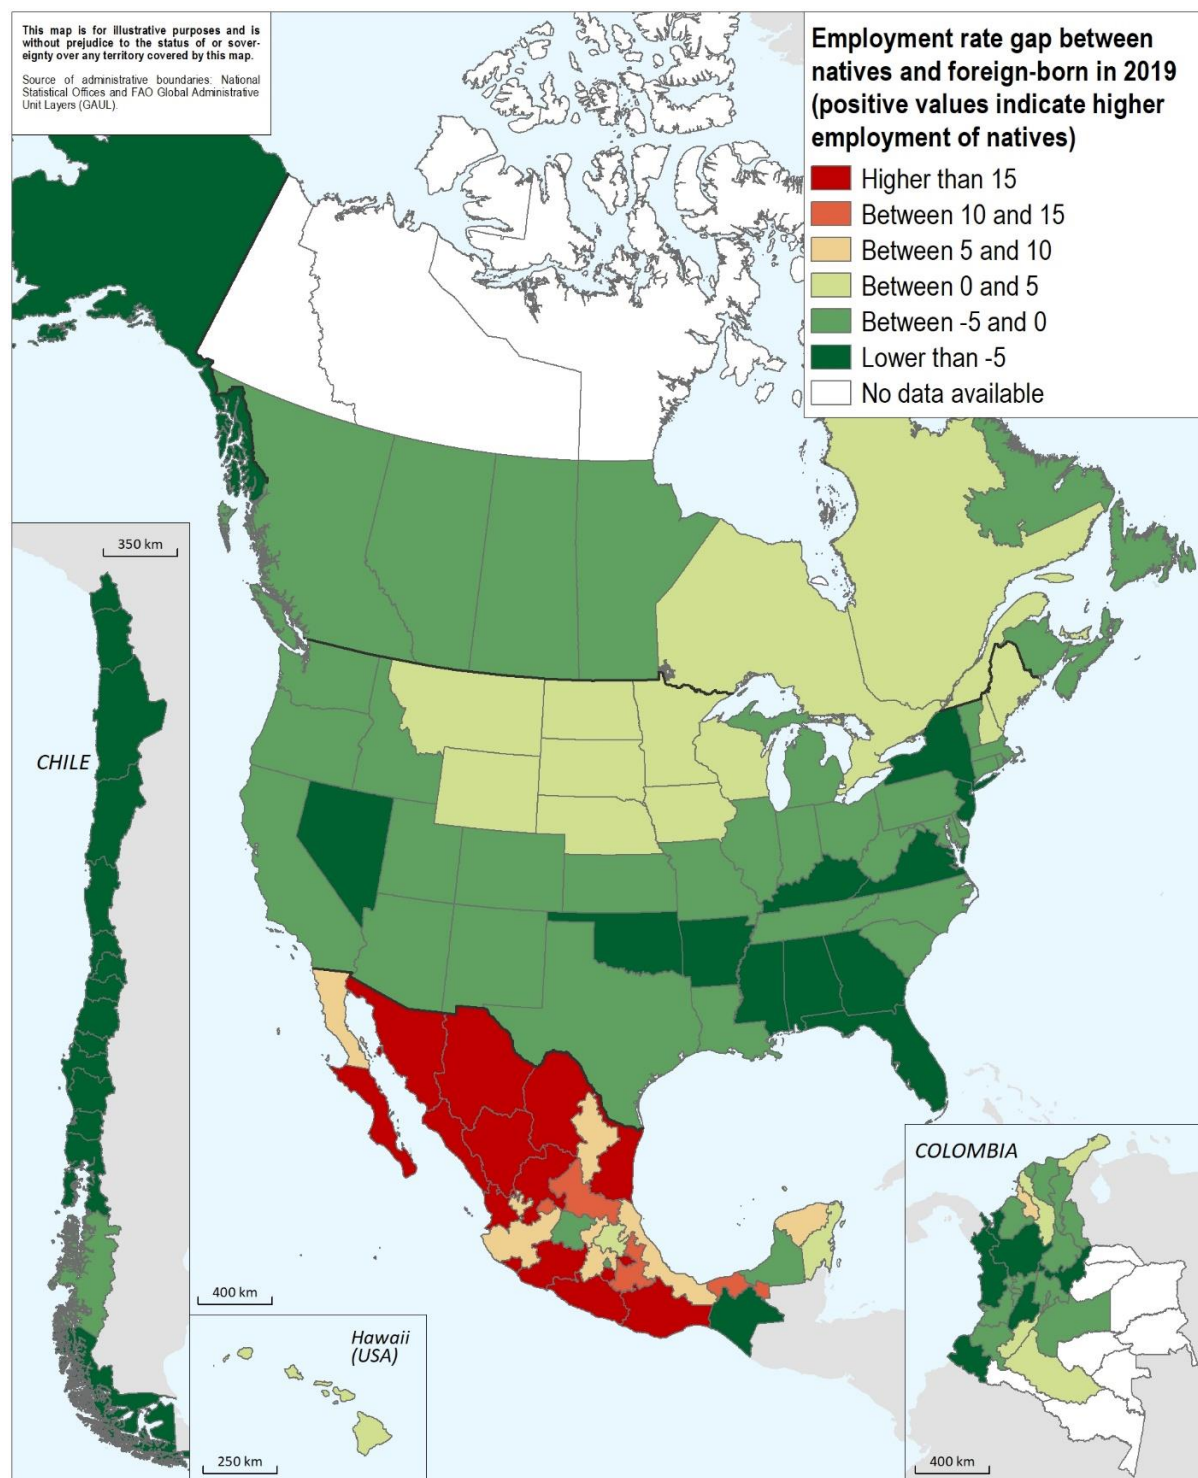 This map is for illustrative purposes and is
without prejudice to the status of or sover-
eignty over any territory covered by this map.
Source of administrative boundaries: National
Statistical Offices and FAO Global Administrative
Unit Layers (GAUL).
Employment rate gap between
natives and foreign-born in 2019
(positive values indicate higher
employment of natives)
Higher than 15
Between 10 and 15
Between 5 and 10
Between 0 and 5
Between -5 and 0
Lower than -5
No data available
350 km
CHILE
400 km
Hawaii
(USA)
250 km
COLOMBIA
400 km